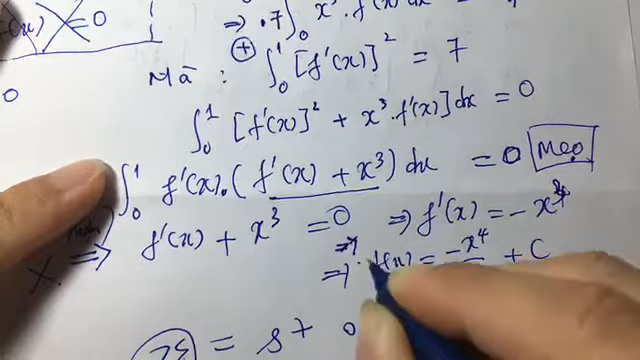 ⇒ .7∫₀¹ x³.f(x)dx =
f(x) = 0
⊕ ∫₀¹ [f'(x)]² = 7
Mà :
0
∫₀¹ [f'(x)]² + x³.f'(x)]dx = 0
∫₀¹ f'(x).(f'(x) + x³) dx = 0 Mẹo
⇒ f'(x) + x³ = 0 ⇒ f'(x) = -x³
⇒ 7.f(x) = -x⁴ + C
= s +